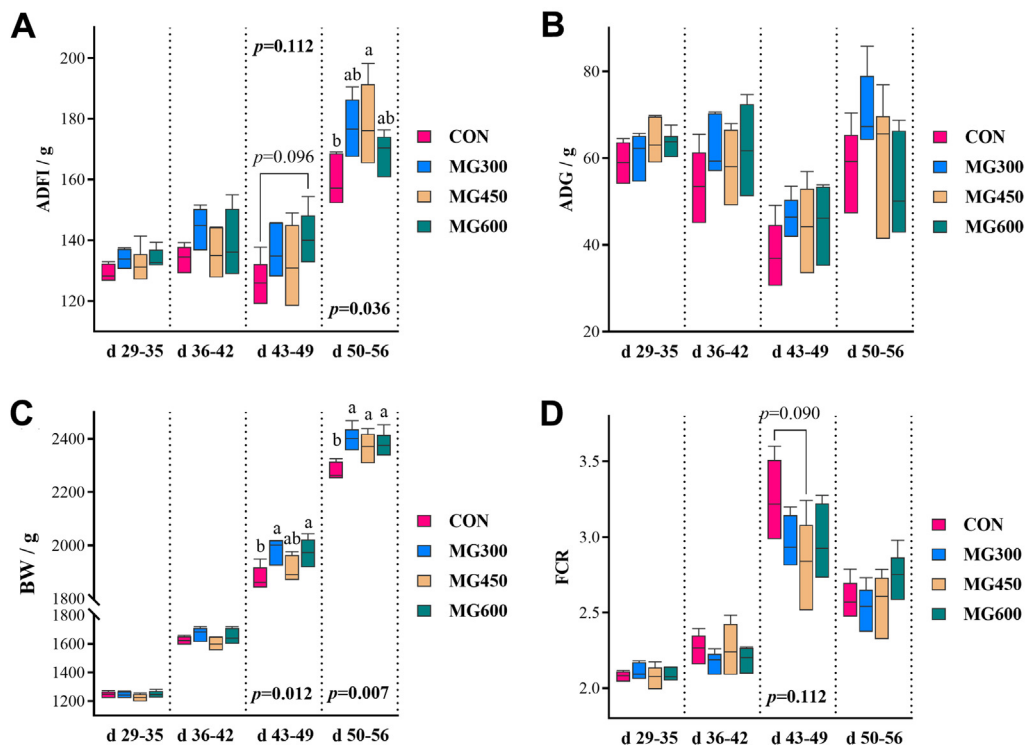 A
ADFI / g
200
180
160
140
120
p=0.112
p=0.096
b
ab
a
ab
p=0.036
d 29-35
d 36-42
d 43-49
d 50-56
CON
MG300
MG450
MG600
B
ADG / g
80
60
40
20
d 29-35
d 36-42
d 43-49
d 50-56
CON
MG300
MG450
MG600
C
BW / g
2400
2200
2000
1800
1600
1400
1200
b
a
ab
a
b
a
a
a
p=0.012
p=0.007
d 29-35
d 36-42
d 43-49
d 50-56
CON
MG300
MG450
MG600
D
FCR
3.5
3.0
2.5
2.0
p=0.090
p=0.112
d 29-35
d 36-42
d 43-49
d 50-56
CON
MG300
MG450
MG600